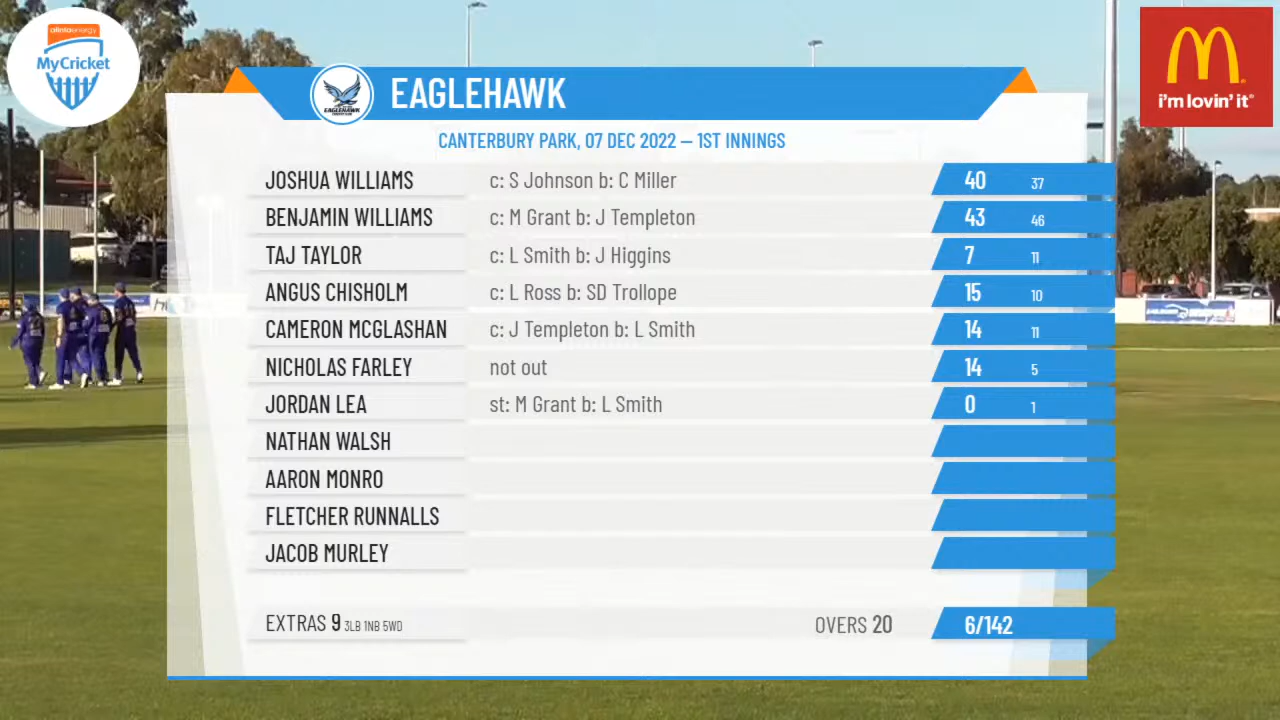 alintaenergy
MyCricket
i'm lovin' it
EAGLEHAWK
EAGLEHAWK
CANTERBURY PARK, 07 DEC 2022 – 1ST INNINGS
JOSHUA WILLIAMS c: S Johnson b: C Miller 40 37
BENJAMIN WILLIAMS c: M Grant b: J Templeton 43 46
TAJ TAYLOR c: L Smith b: J Higgins 7 11
ANGUS CHISHOLM c: L Ross b: SD Trollope 15 10
CAMERON MCGLASHAN c: J Templeton b: L Smith 14 11
NICHOLAS FARLEY not out 14 5
JORDAN LEA st: M Grant b: L Smith 0 1
NATHAN WALSH
AARON MONRO
FLETCHER RUNNALLS
JACOB MURLEY
EXTRAS 9 3LB 1NB 5WD OVERS 20 6/142